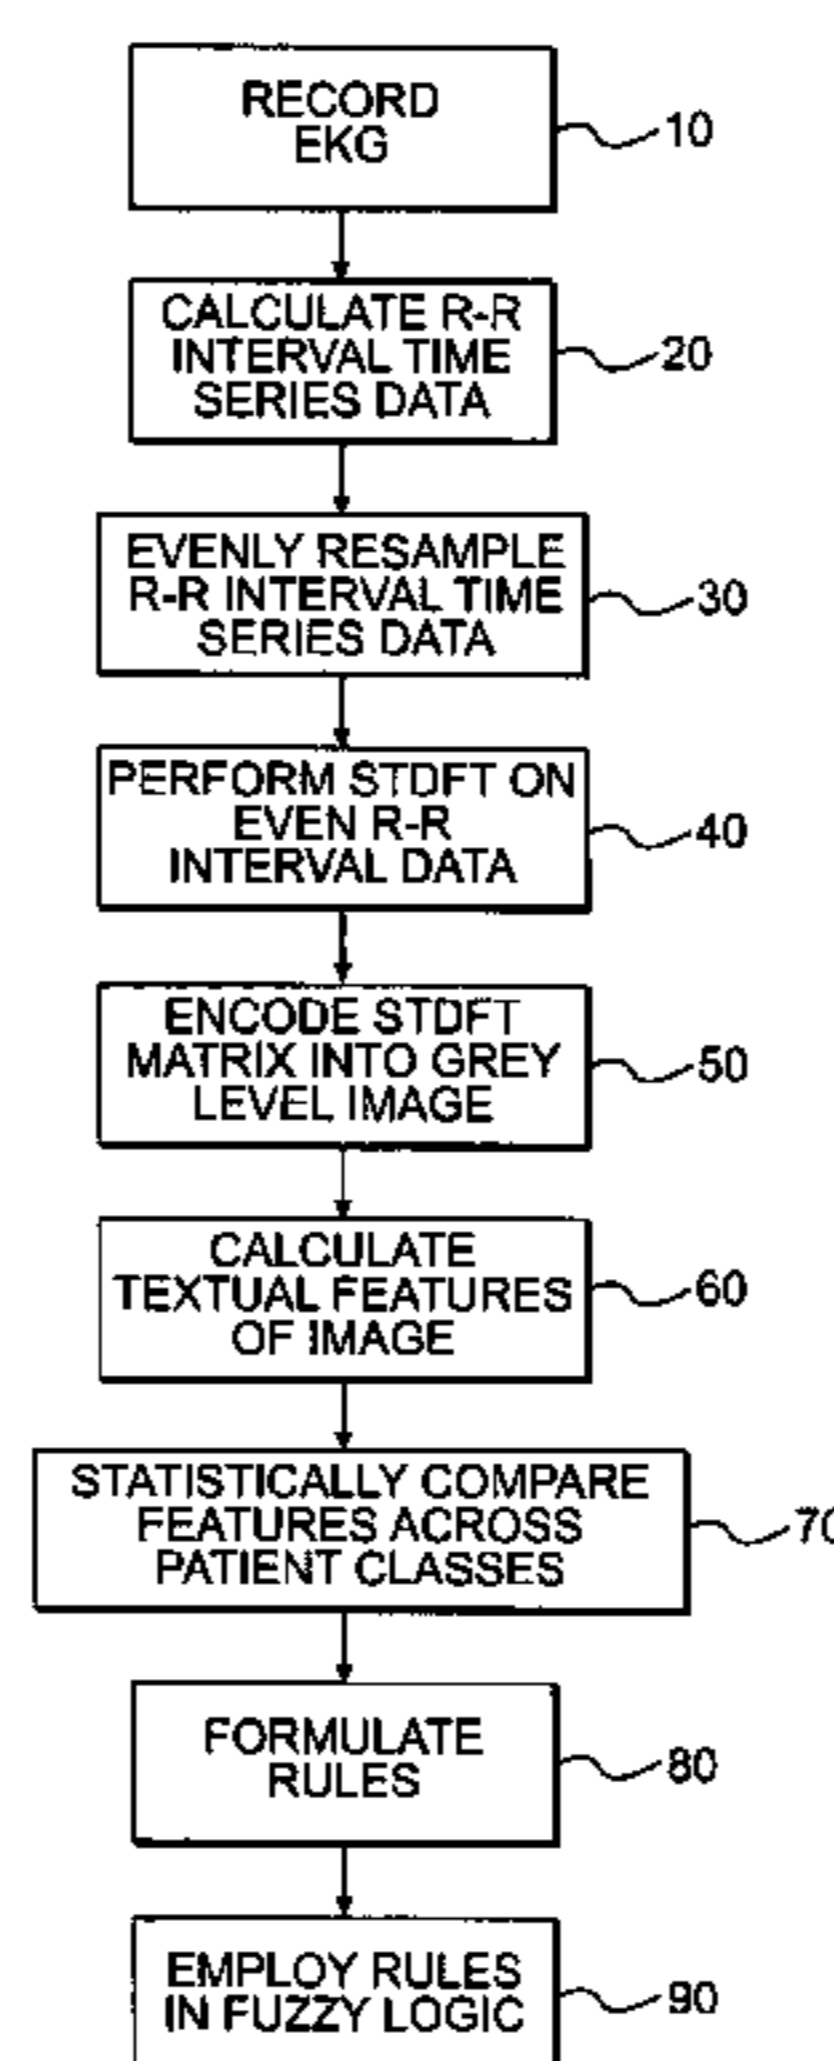 RECORD
EKG
10
CALCULATE R-R
INTERVAL TIME
SERIES DATA
20
EVENLY RESAMPLE
R-R INTERVAL TIME
SERIES DATA
30
PERFORM STDFT ON
EVEN R-R
INTERVAL DATA
40
ENCODE STDFT
MATRIX INTO GREY
LEVEL IMAGE
50
CALCULATE
TEXTUAL FEATURES
OF IMAGE
60
STATISTICALLY COMPARE
FEATURES ACROSS
PATIENT CLASSES
70
FORMULATE
RULES
80
EMPLOY RULES
IN FUZZY LOGIC
90